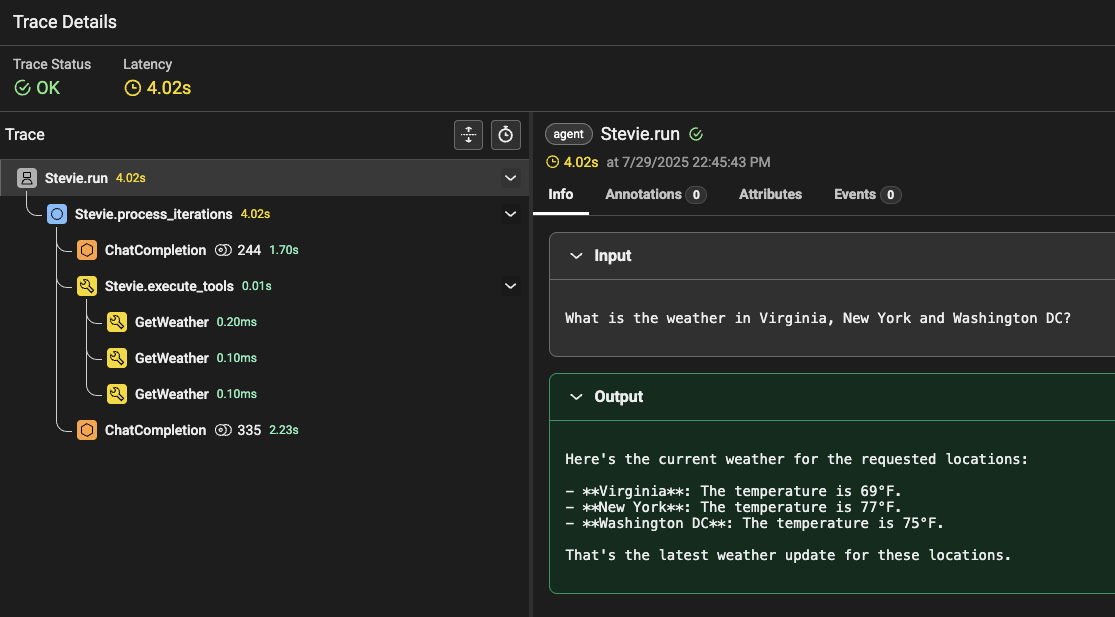 Trace Details
Trace Status
Latency
OK
4.02s
Trace
Stevie.run 4.02s
Stevie.process_iterations 4.02s
ChatCompletion 244 1.70s
Stevie.execute_tools 0.01s
GetWeather 0.20ms
GetWeather 0.10ms
GetWeather 0.10ms
ChatCompletion 335 2.23s
agent Stevie.run
4.02s at 7/29/2025 22:45:43 PM
Info Annotations 0 Attributes Events 0
Input
What is the weather in Virginia, New York and Washington DC?
Output
Here's the current weather for the requested locations:
- **Virginia**: The temperature is 69°F.
- **New York**: The temperature is 77°F.
- **Washington DC**: The temperature is 75°F.
That's the latest weather update for these locations.